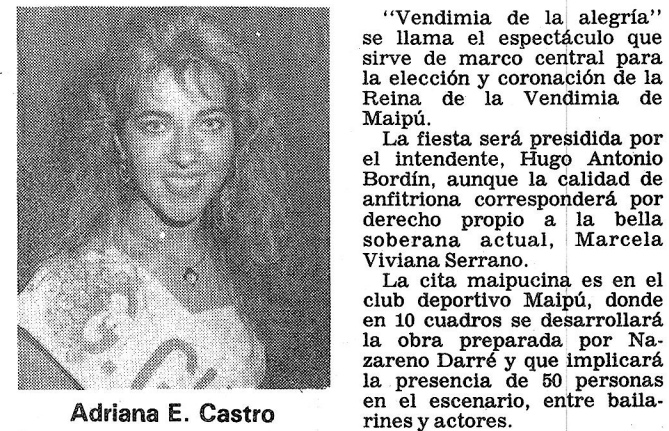 Adriana E. Castro
"Vendimia de la alegría"
se llama el espectáculo que
sirve de marco central para
la elección y coronación de la
Reina de la Vendimia de
Maipú.
La fiesta será presidida por
el intendente, Hugo Antonio
Bordín, aunque la calidad de
anfitriona corresponderá por
derecho propio a la bella
soberana actual, Marcela
Viviana Serrano.
La cita maipucina es en el
club deportivo Maipú, donde
en 10 cuadros se desarrollará
la obra preparada por Na-
zareno Darré y que implicará
la presencia de 50 personas
en el escenario, entre baila-
rines y actores.